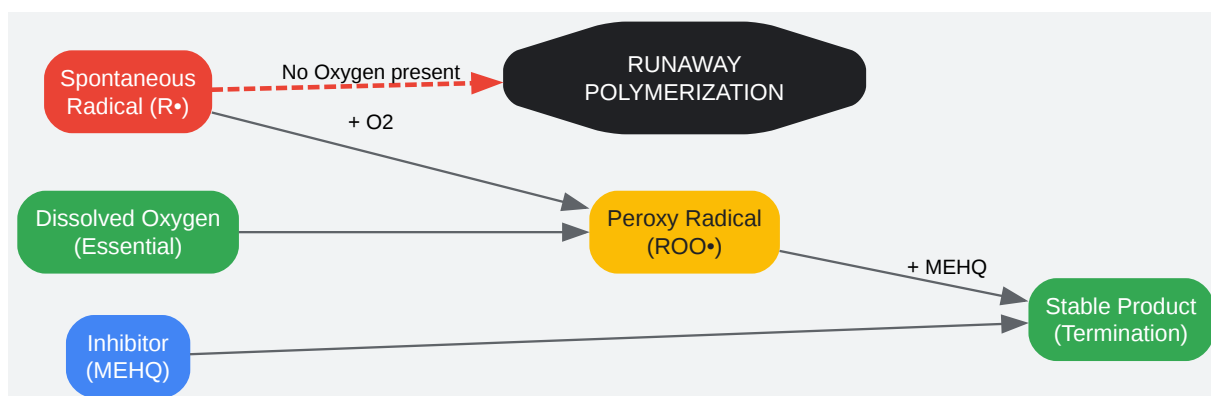 Spontaneous
Radical (R•)
No Oxygen present
RUNAWAY
POLYMERIZATION
+ O2
Dissolved Oxygen
(Essential)
Peroxy Radical
(ROO•)
+ MEHQ
Stable Product
(Termination)
Inhibitor
(MEHQ)